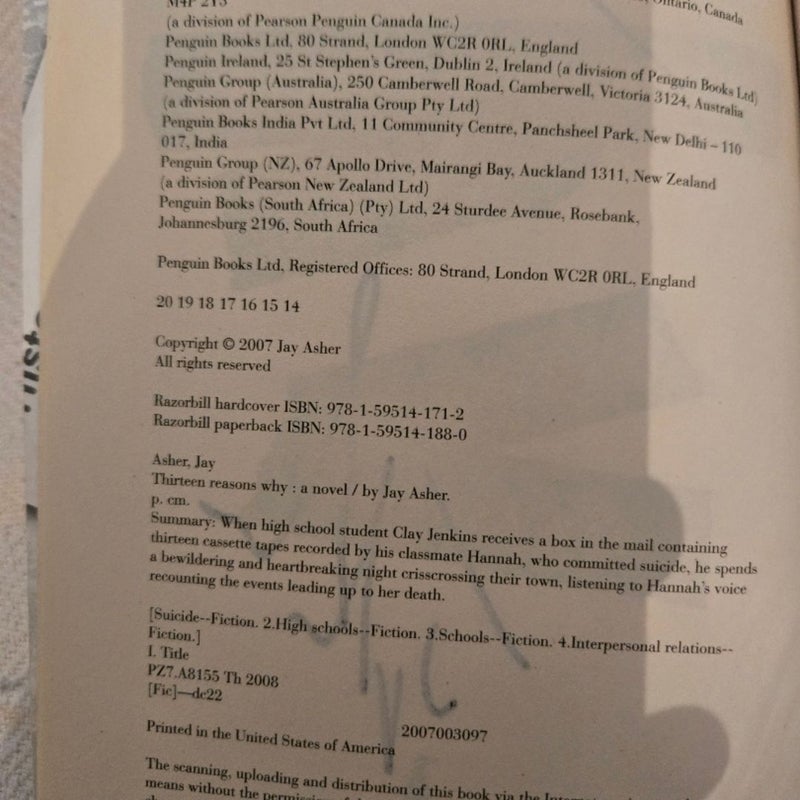 M4P 2Y3
Ontario, Canada
(a division of Pearson Penguin Canada Inc.)
Penguin Books Ltd, 80 Strand, London WC2R 0RL, England
Penguin Ireland, 25 St Stephen's Green, Dublin 2, Ireland (a division of Penguin Books Ltd)
Penguin Group (Australia), 250 Camberwell Road, Camberwell, Victoria 3124, Australia
(a division of Pearson Australia Group Pty Ltd)
Penguin Books India Pvt Ltd, 11 Community Centre, Panchsheel Park, New Delhi – 110
017, India
Penguin Group (NZ), 67 Apollo Drive, Mairangi Bay, Auckland 1311, New Zealand
(a division of Pearson New Zealand Ltd)
Penguin Books (South Africa) (Pty) Ltd, 24 Sturdee Avenue, Rosebank,
Johannesburg 2196, South Africa
Penguin Books Ltd, Registered Offices: 80 Strand, London WC2R 0RL, England
20 19 18 17 16 15 14
Copyright © 2007 Jay Asher
All rights reserved
Razorbill hardcover ISBN: 978-1-59514-171-2
Razorbill paperback ISBN: 978-1-59514-188-0
Asher, Jay
Thirteen reasons why : a novel / by Jay Asher.
p. cm.
Summary: When high school student Clay Jenkins receives a box in the mail containing
thirteen cassette tapes recorded by his classmate Hannah, who committed suicide, he spends
a bewildering and heartbreaking night crisscrossing their town, listening to Hannah's voice
recounting the events leading up to her death.
[Suicide--Fiction. 2.High schools--Fiction. 3.Schools--Fiction. 4.Interpersonal relations--
Fiction.]
I. Title
PZ7.A8155 Th 2008
[Fic]—dc22
2007003097
Printed in the United States of America
The scanning, uploading and distribution of this book via the
means without the